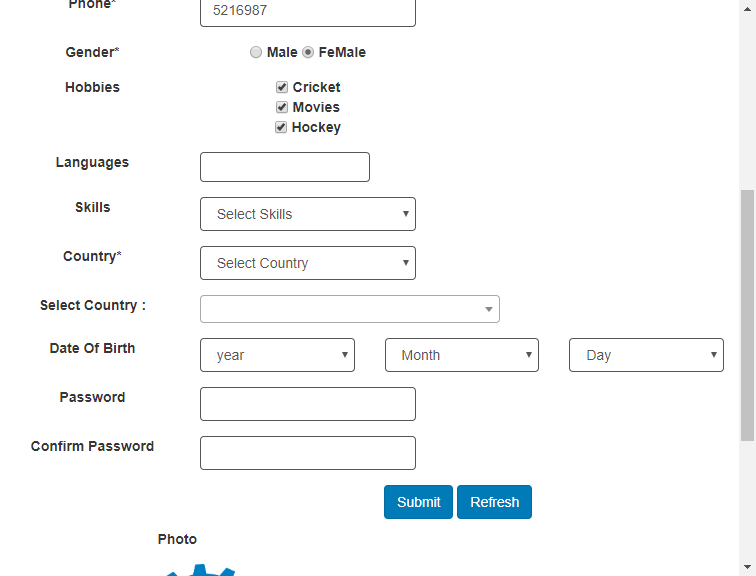 Phone*
5216987
Gender*
Male FeMale
Hobbies
Cricket
Movies
Hockey
Languages
Skills
Select Skills
Country*
Select Country
Select Country :
Date Of Birth
year Month Day
Password
Confirm Password
Submit Refresh
Photo